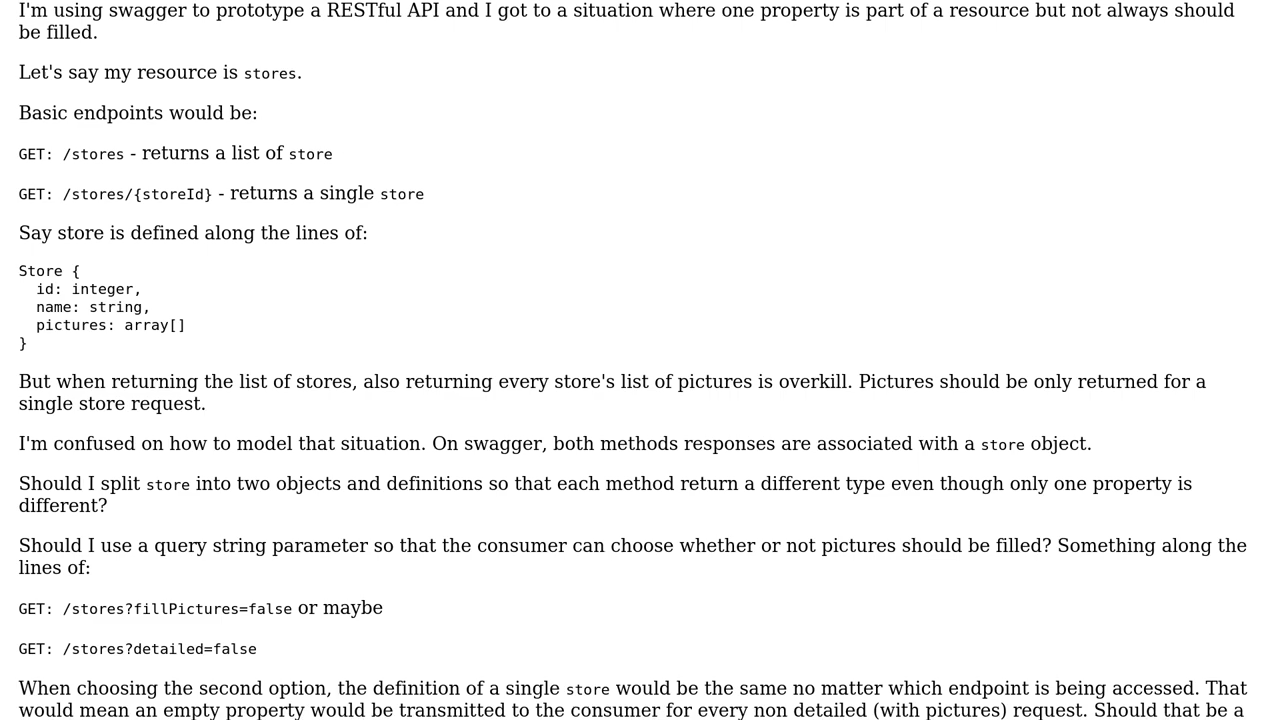 I'm using swagger to prototype a RESTful API and I got to a situation where one property is part of a resource but not always should
be filled.
Let's say my resource is stores.
Basic endpoints would be:
GET: /stores - returns a list of store
GET: /stores/{storeId} - returns a single store
Say store is defined along the lines of:
Store {
  id: integer,
  name: string,
  pictures: array[]
}
But when returning the list of stores, also returning every store's list of pictures is overkill. Pictures should be only returned for a
single store request.
I'm confused on how to model that situation. On swagger, both methods responses are associated with a store object.
Should I split store into two objects and definitions so that each method return a different type even though only one property is
different?
Should I use a query string parameter so that the consumer can choose whether or not pictures should be filled? Something along the
lines of:
GET: /stores?fillPictures=false or maybe
GET: /stores?detailed=false
When choosing the second option, the definition of a single store would be the same no matter which endpoint is being accessed. That
would mean an empty property would be transmitted to the consumer for every non detailed (with pictures) request. Should that be a